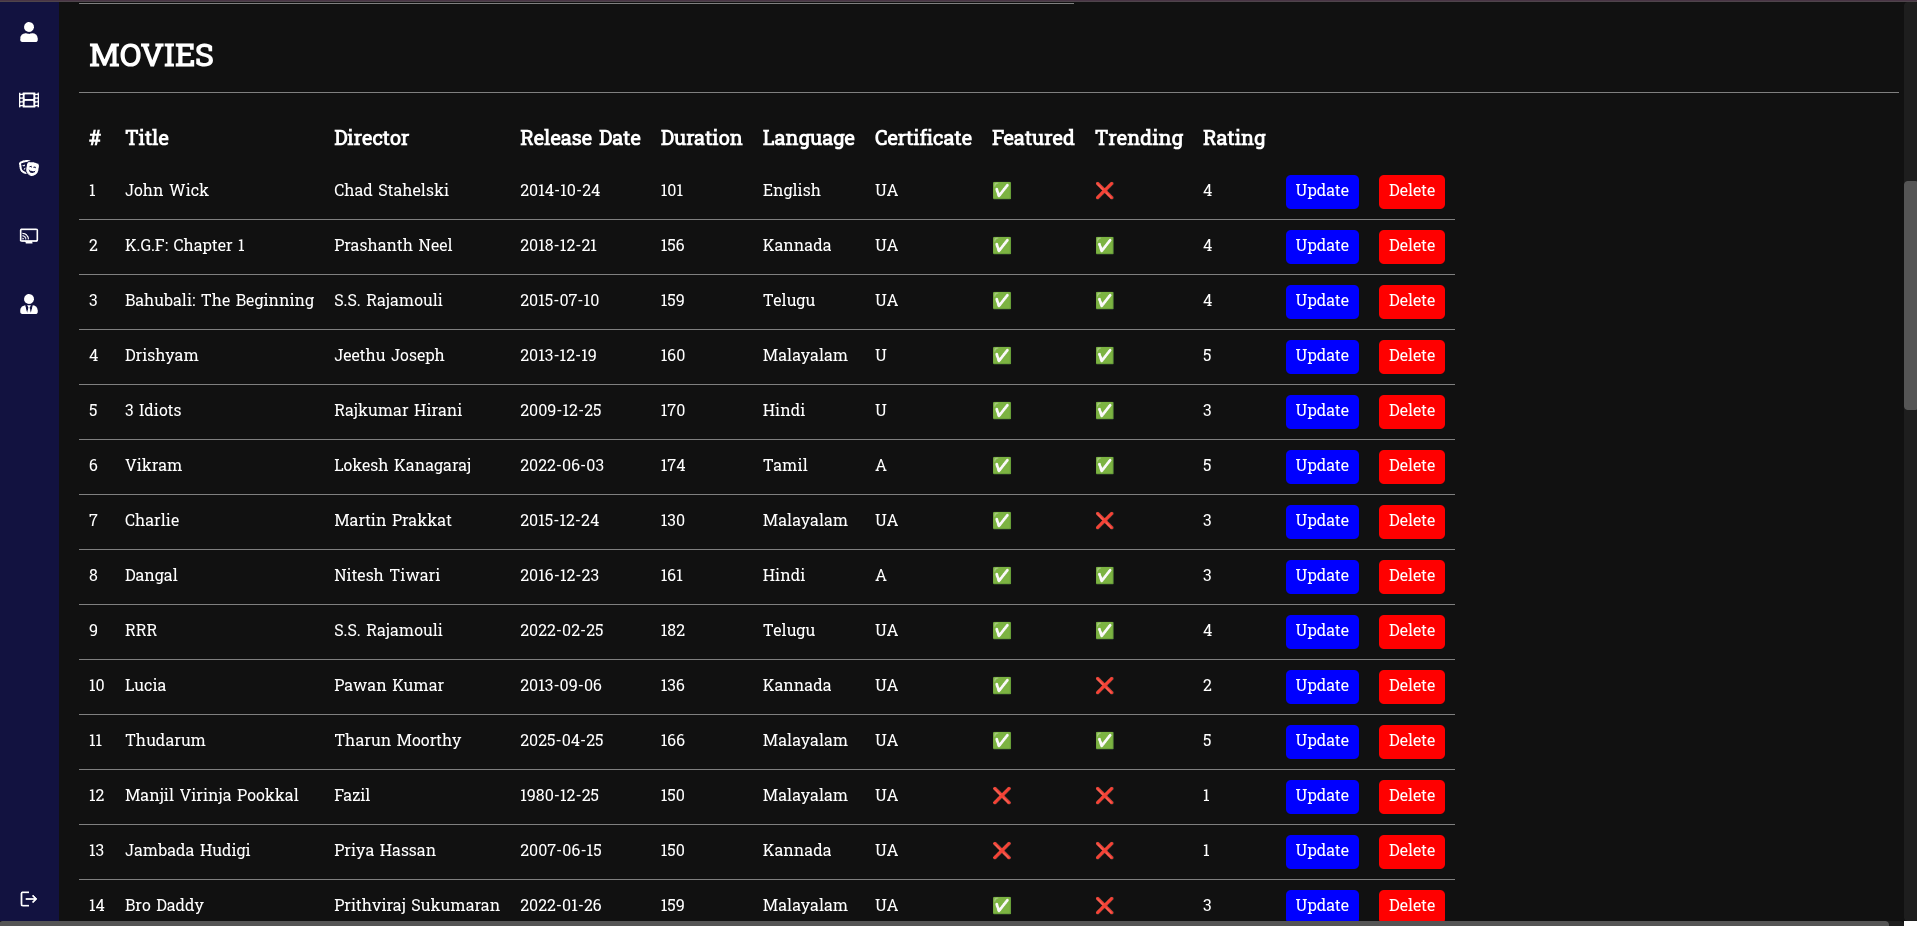 MOVIES
# Title Director Release Date Duration Language Certificate Featured Trending Rating
1 John Wick Chad Stahelski 2014-10-24 101 English UA ✅ ❌ 4 Update Delete
2 K.G.F: Chapter 1 Prashanth Neel 2018-12-21 156 Kannada UA ✅ ✅ 4 Update Delete
3 Bahubali: The Beginning S.S. Rajamouli 2015-07-10 159 Telugu UA ✅ ✅ 4 Update Delete
4 Drishyam Jeethu Joseph 2013-12-19 160 Malayalam U ✅ ✅ 5 Update Delete
5 3 Idiots Rajkumar Hirani 2009-12-25 170 Hindi U ✅ ✅ 3 Update Delete
6 Vikram Lokesh Kanagaraj 2022-06-03 174 Tamil A ✅ ✅ 5 Update Delete
7 Charlie Martin Prakkat 2015-12-24 130 Malayalam UA ✅ ❌ 3 Update Delete
8 Dangal Nitesh Tiwari 2016-12-23 161 Hindi A ✅ ✅ 3 Update Delete
9 RRR S.S. Rajamouli 2022-02-25 182 Telugu UA ✅ ✅ 4 Update Delete
10 Lucia Pawan Kumar 2013-09-06 136 Kannada UA ✅ ❌ 2 Update Delete
11 Thudarum Tharun Moorthy 2025-04-25 166 Malayalam UA ✅ ✅ 5 Update Delete
12 Manjil Virinja Pookkal Fazil 1980-12-25 150 Malayalam UA ❌ ❌ 1 Update Delete
13 Jambada Hudigi Priya Hassan 2007-06-15 150 Kannada UA ❌ ❌ 1 Update Delete
14 Bro Daddy Prithviraj Sukumaran 2022-01-26 159 Malayalam UA ✅ ❌ 3 Update Delete